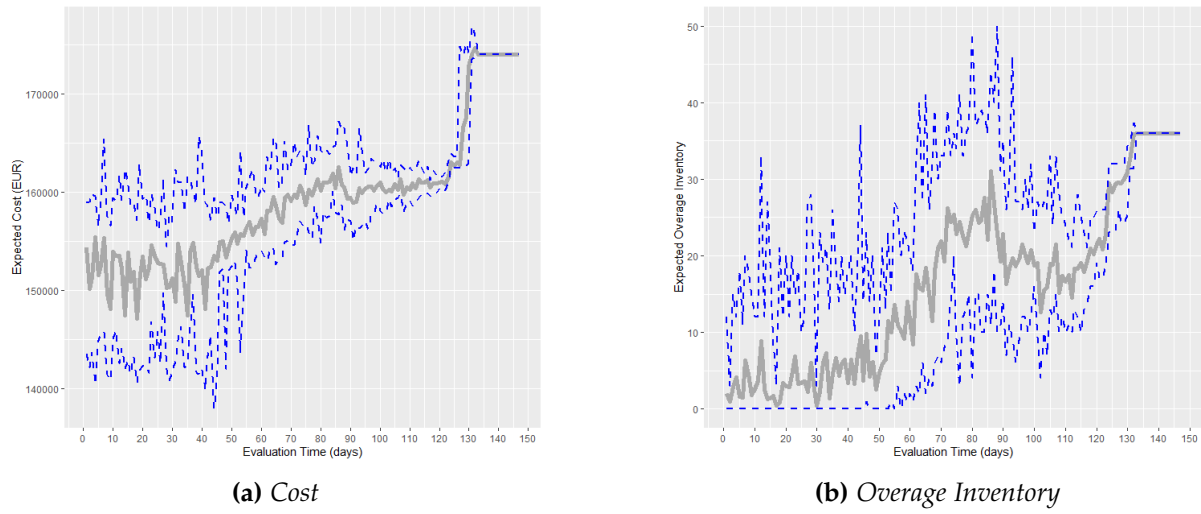 Expected Cost (EUR)
170000
160000
150000
140000
0 10 20 30 40 50 60 70 80 90 100 110 120 130 140 150
Evaluation Time (days)
(a) Cost
Expected Overage Inventory
50
40
30
20
10
0
0 10 20 30 40 50 60 70 80 90 100 110 120 130 140 150
Evaluation Time (days)
(b) Overage Inventory